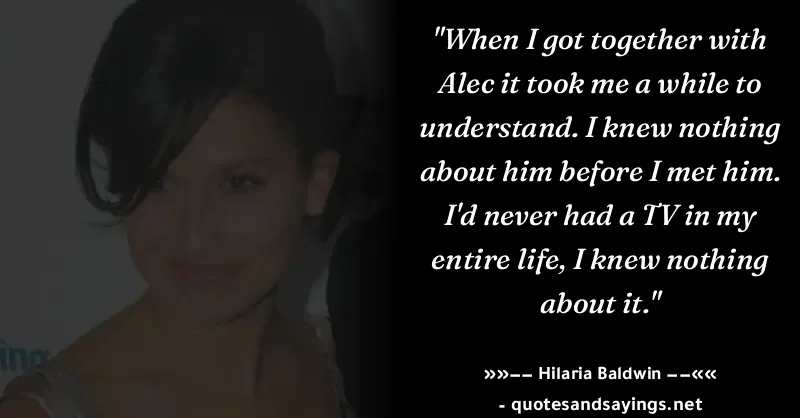 "When I got together with
Alec it took me a while to
understand. I knew nothing
about him before I met him.
I'd never had a TV in my
entire life, I knew nothing
about it."
»»–– Hilaria Baldwin ––««
- quotesandsayings.net
ing